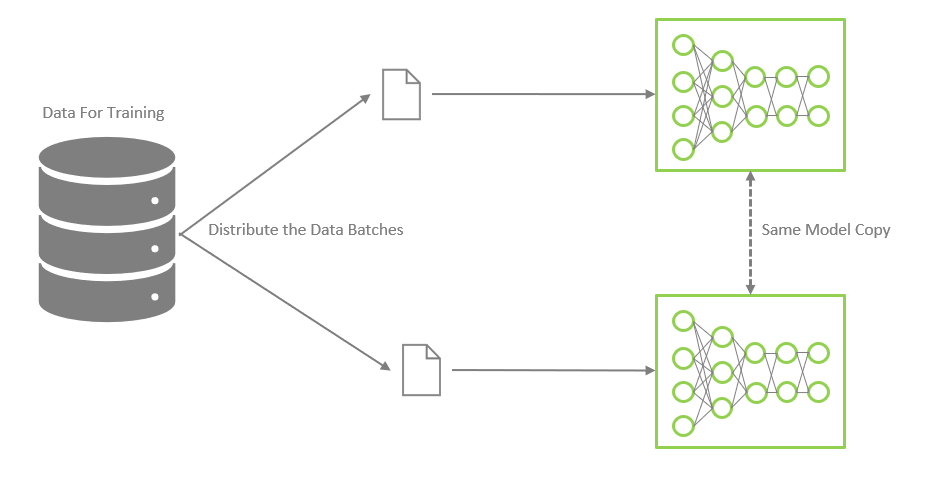 Data For Training
Distribute the Data Batches
Same Model Copy